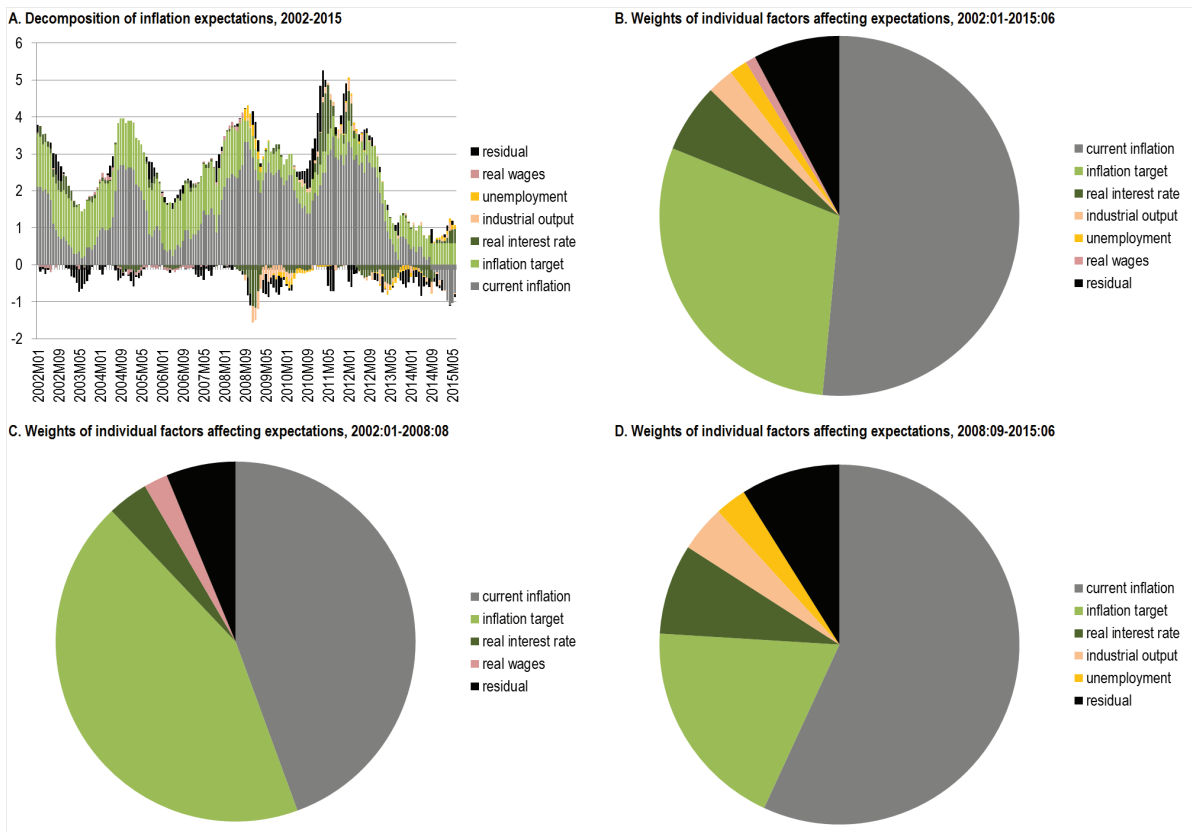 A. Decomposition of inflation expectations, 2002-2015
6
5
4
3
2
1
0
-1
-2
2002M01
2002M09
2003M05
2004M01
2004M09
2005M05
2006M01
2006M09
2007M05
2008M01
2008M09
2009M05
2010M01
2010M09
2011M05
2012M01
2012M09
2013M05
2014M01
2014M09
2015M05
residual
real wages
unemployment
industrial output
real interest rate
inflation target
current inflation
B. Weights of individual factors affecting expectations, 2002:01-2015:06
current inflation
inflation target
real interest rate
industrial output
unemployment
real wages
residual
C. Weights of individual factors affecting expectations, 2002:01-2008:08
current inflation
inflation target
real interest rate
real wages
residual
D. Weights of individual factors affecting expectations, 2008:09-2015:06
current inflation
inflation target
real interest rate
industrial output
unemployment
residual